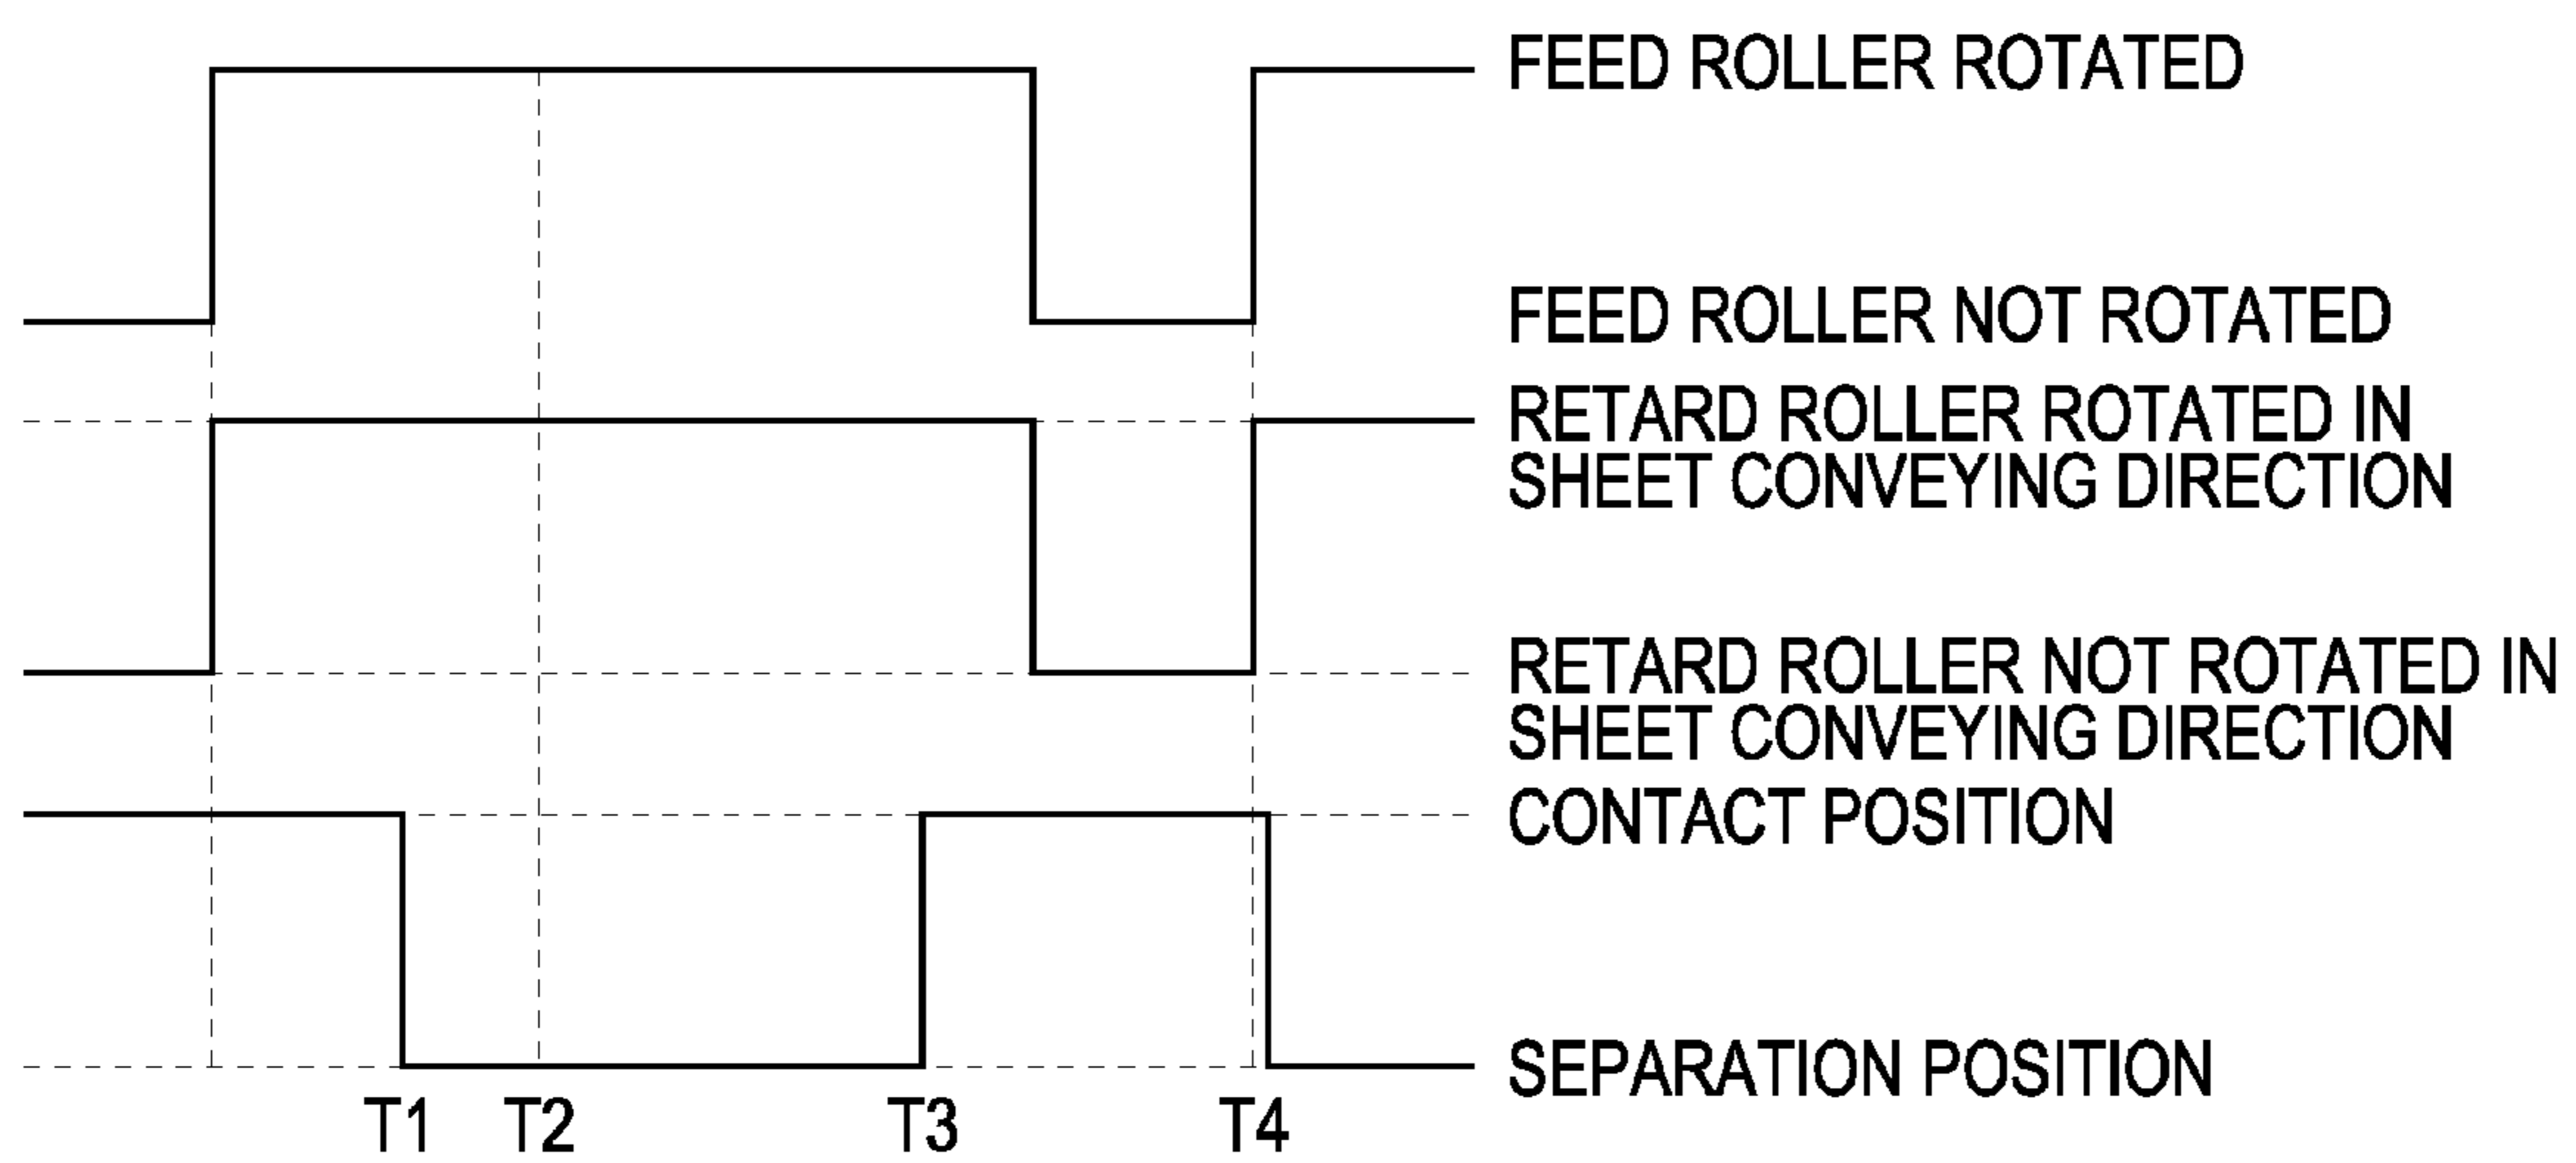 FEED ROLLER ROTATED
FEED ROLLER NOT ROTATED
RETARD ROLLER ROTATED IN
SHEET CONVEYING DIRECTION
RETARD ROLLER NOT ROTATED IN
SHEET CONVEYING DIRECTION
CONTACT POSITION
SEPARATION POSITION
T1 T2 T3 T4